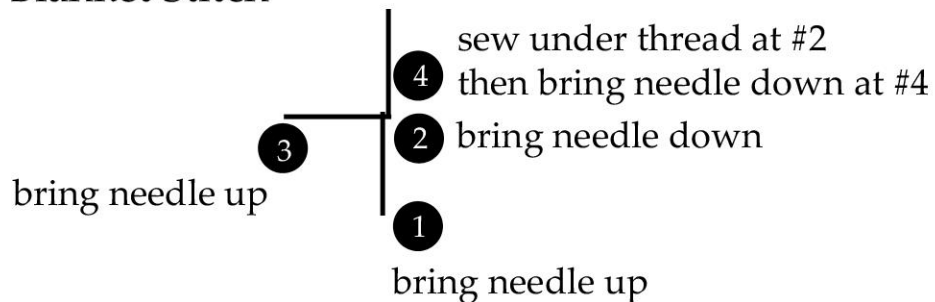 Blanket Stitch
sew under thread at #2
4
then bring needle down at #4
2
bring needle down
3
bring needle up
1
bring needle up